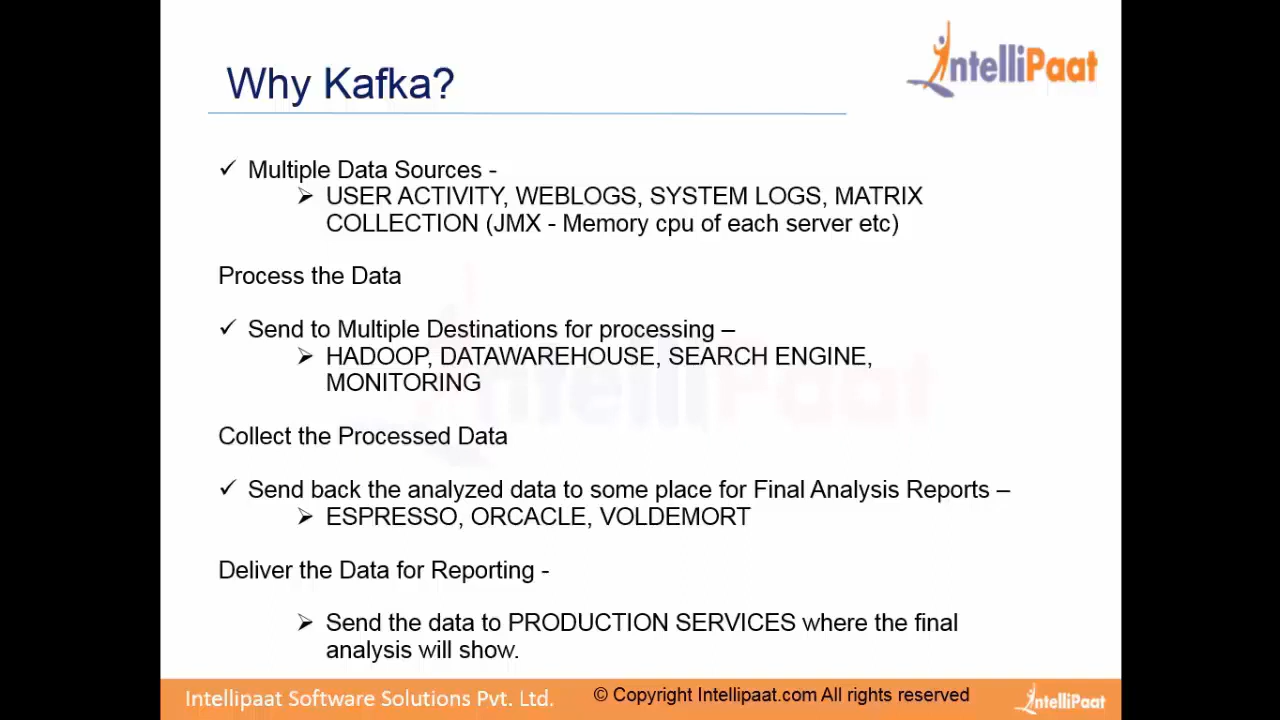 IntelliPaat
Why Kafka?
✓ Multiple Data Sources -
➢ USER ACTIVITY, WEBLOGS, SYSTEM LOGS, MATRIX
COLLECTION (JMX - Memory cpu of each server etc)
Process the Data
✓ Send to Multiple Destinations for processing –
➢ HADOOP, DATAWAREHOUSE, SEARCH ENGINE,
MONITORING
Collect the Processed Data
✓ Send back the analyzed data to some place for Final Analysis Reports –
➢ ESPRESSO, ORCACLE, VOLDEMORT
Deliver the Data for Reporting -
➢ Send the data to PRODUCTION SERVICES where the final
analysis will show.
IntelliPaat
Intellipaat Software Solutions Pvt. Ltd.
© Copyright Intellipaat.com All rights reserved
IntelliPaat